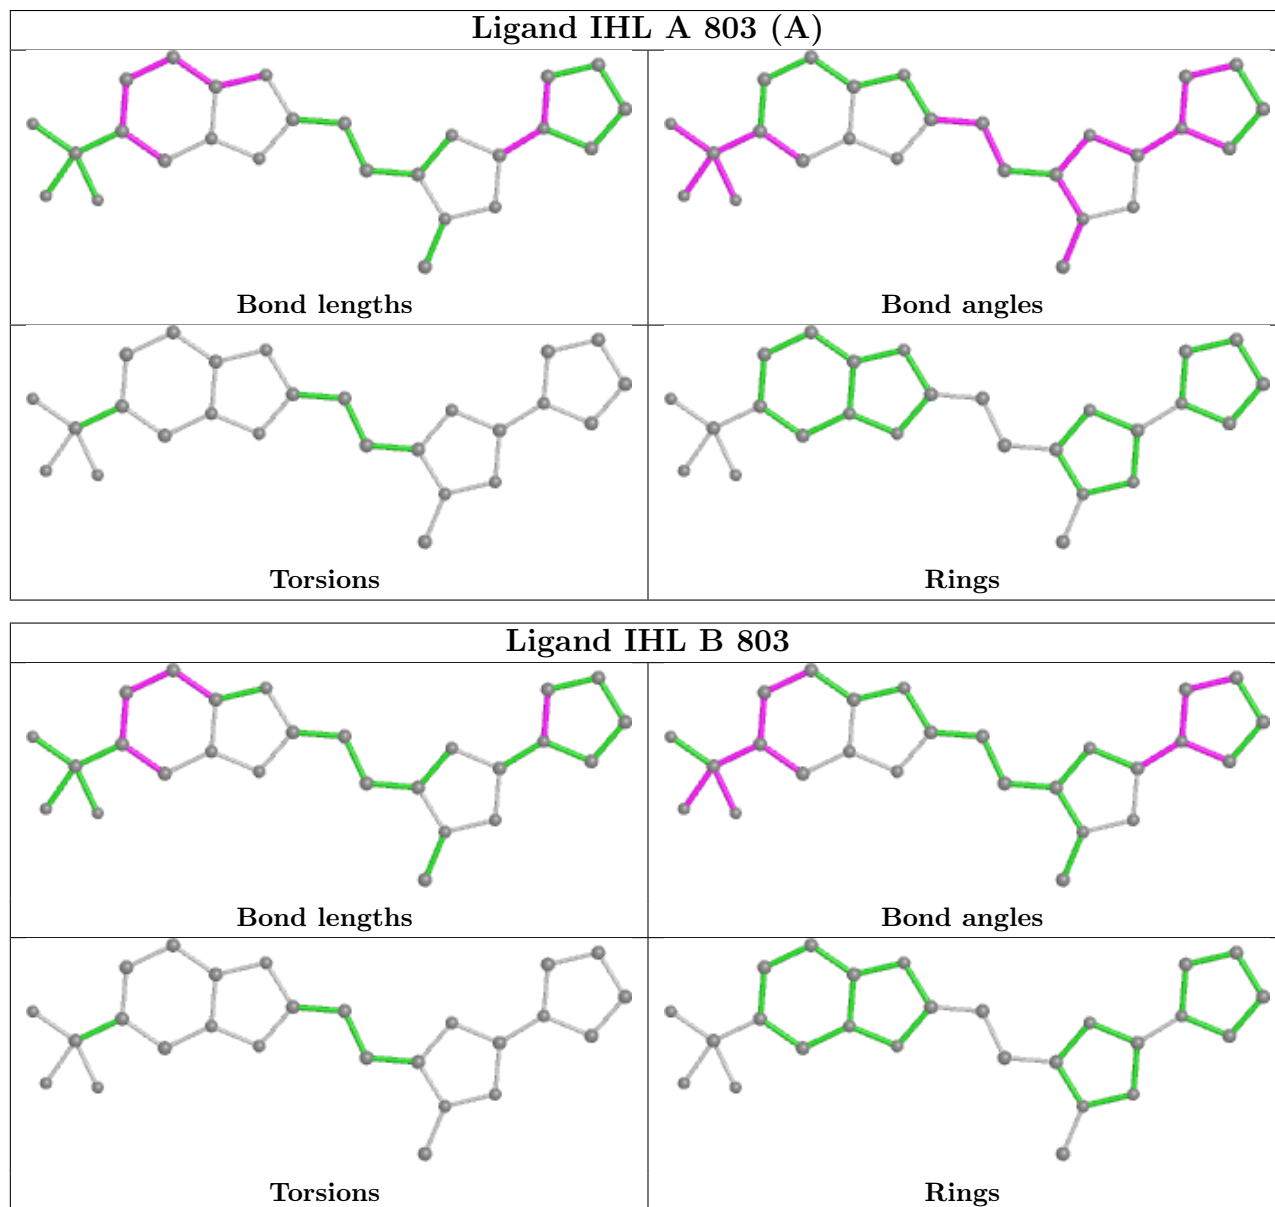 Ligand IHL A 803 (A)
Bond lengths
Bond angles
Torsions
Rings
Ligand IHL B 803
Bond lengths
Bond angles
Torsions
Rings